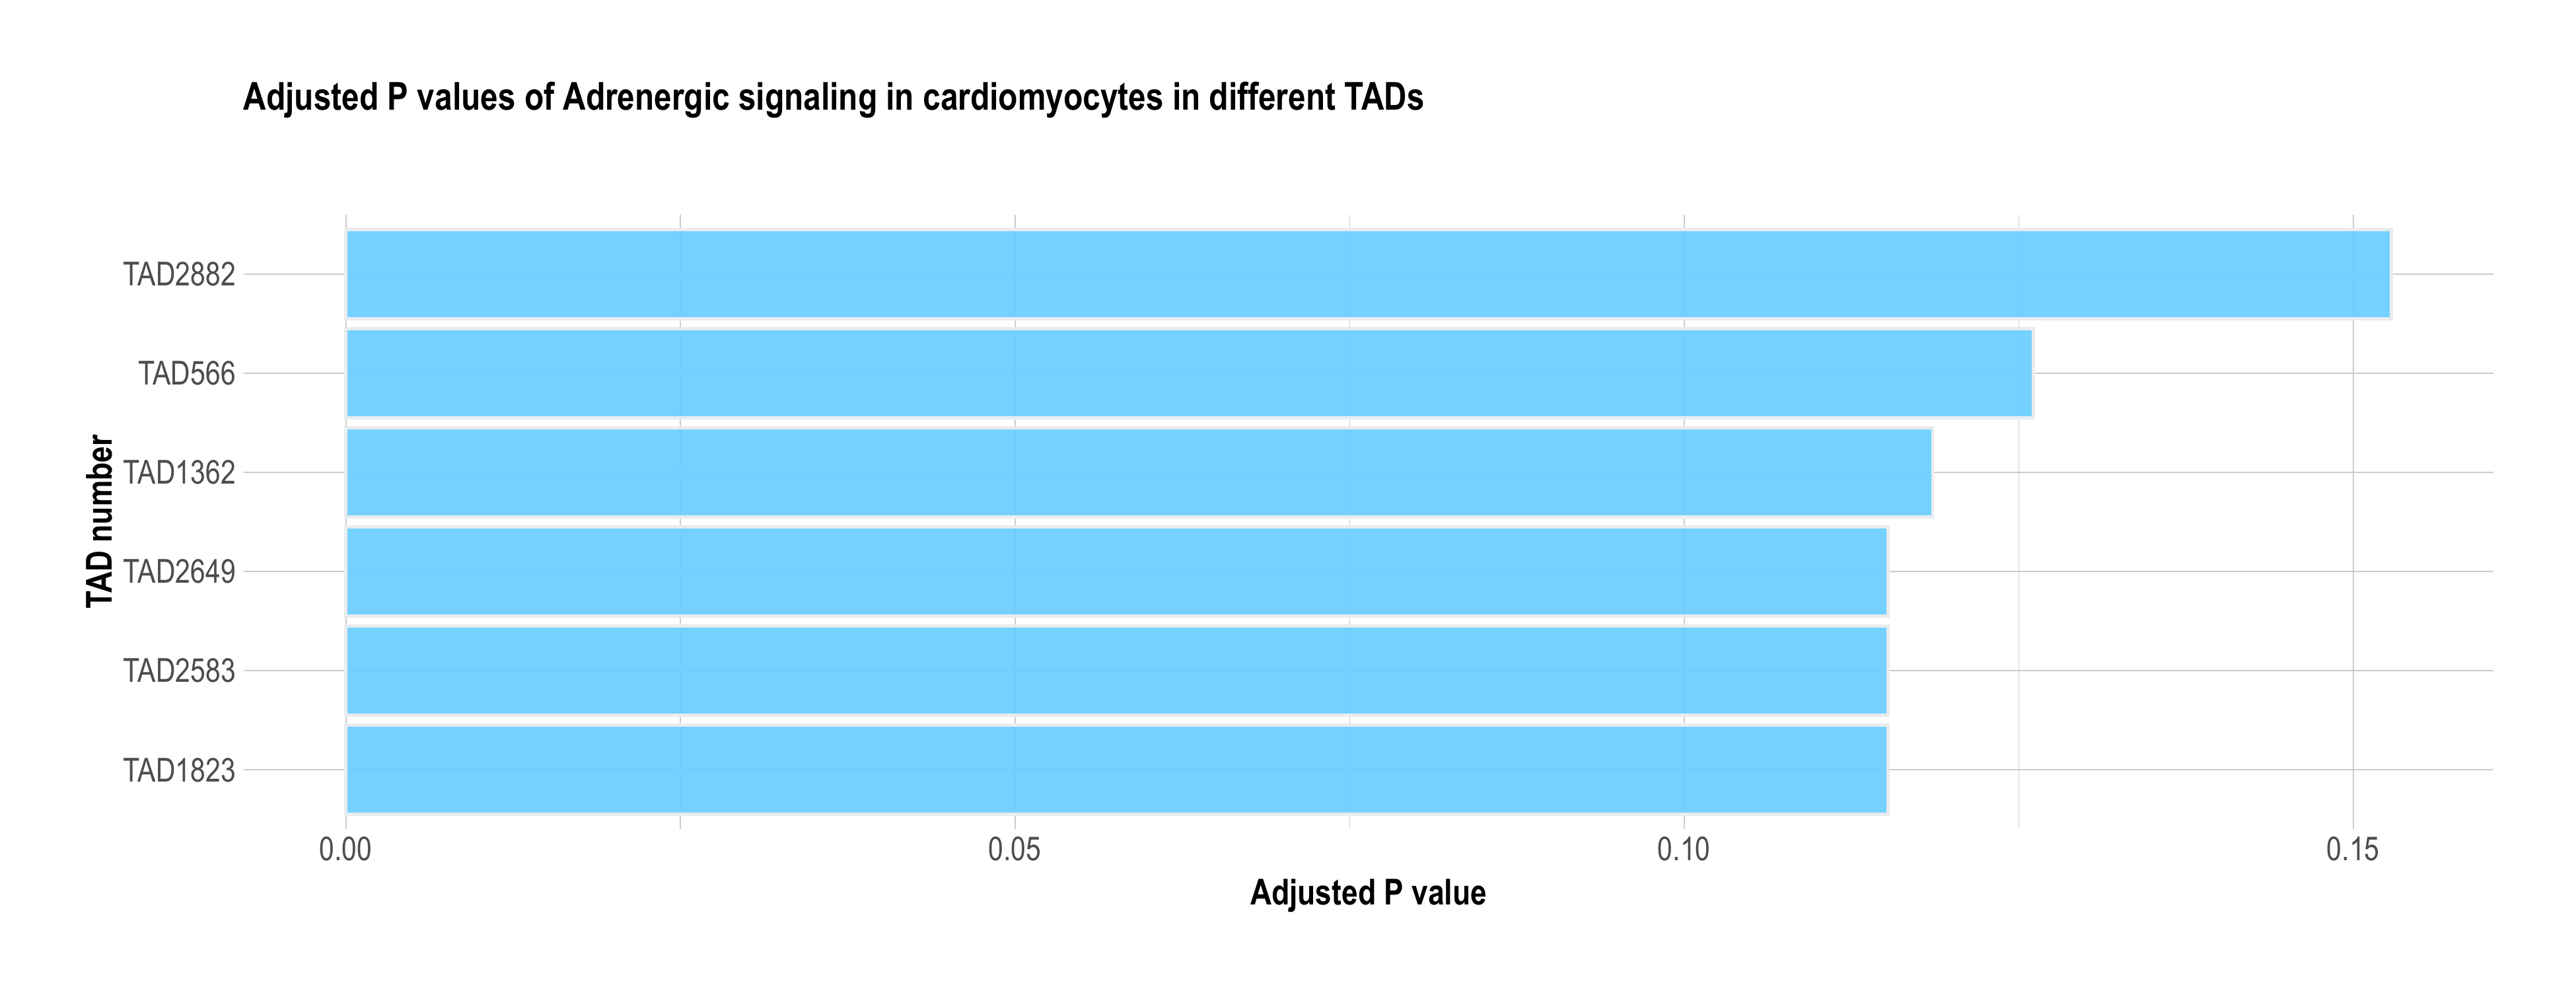 Adjusted P values of Adrenergic signaling in cardiomyocytes in different TADs
TAD number
TAD2882
TAD566
TAD1362
TAD2649
TAD2583
TAD1823
0.00 0.05 0.10 0.15
Adjusted P value